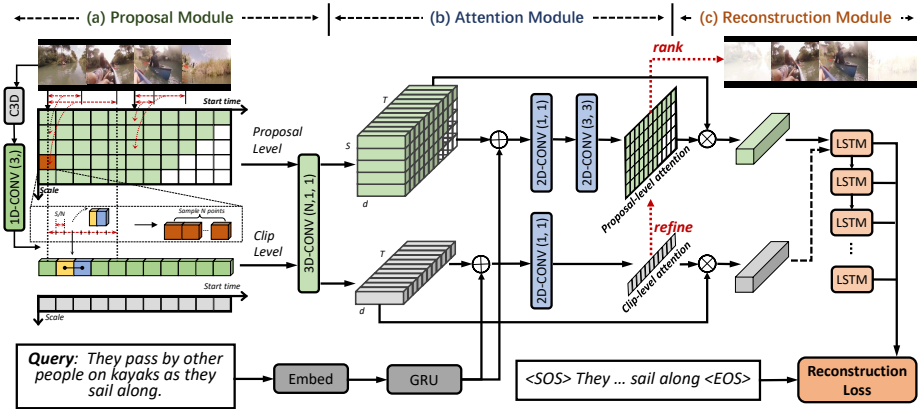 (a) Proposal Module
(b) Attention Module
(c) Reconstruction Module
C3D
1D-CONV (3,)
Start time
Scale
Proposal
Level
S/N
Sample N points
...
Clip
Level
Start time
Scale
3D-CONV (N,1, 1)
T
S
d
T
d
2D-CONV (1, 1)
2D-CONV (3, 3)
2D-CONV (1, 1)
rank
Proposal-level attention
refine
Clip-level attention
LSTM
LSTM
LSTM
...
LSTM
Query: They pass by other
people on kayaks as they
sail along.
Embed
GRU
<SOS> They ... sail along <EOS>
Reconstruction
Loss